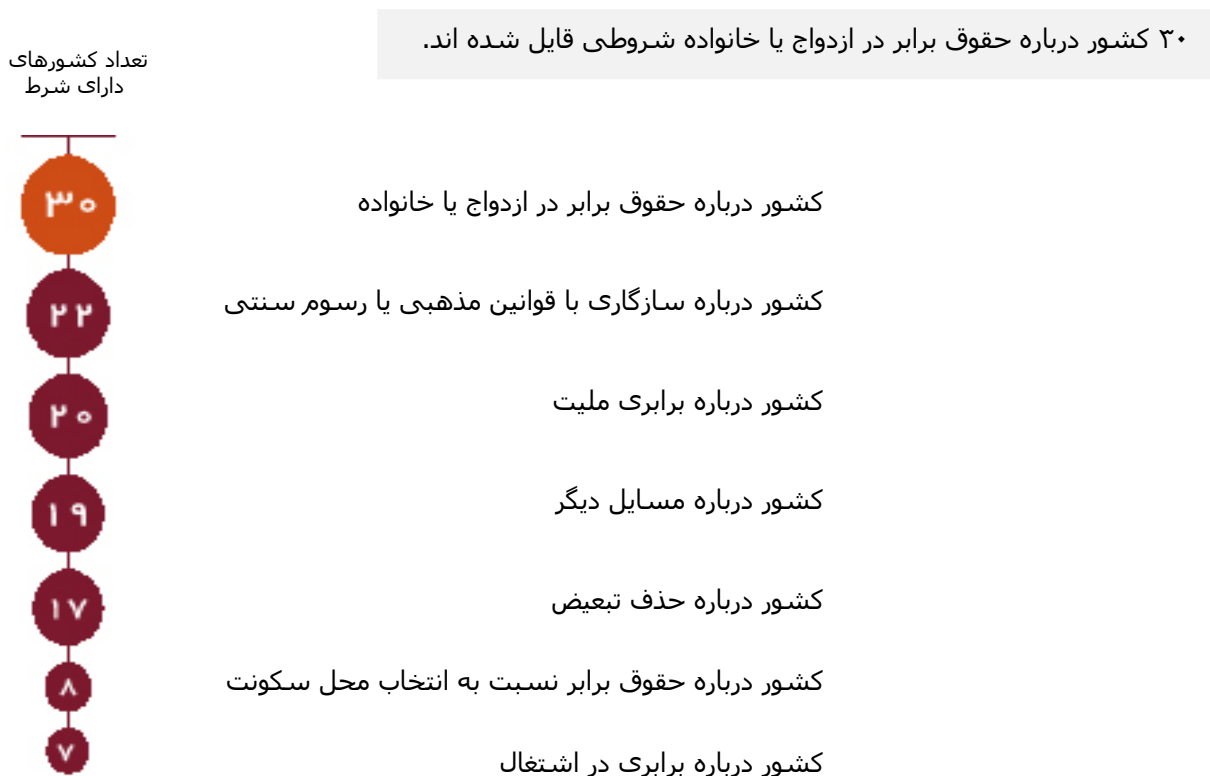 ۳۰ کشور درباره حقوق برابر در ازدواج یا خانواده شروطی قایل شده اند.
تعداد کشورهای
دارای شرط
۳۰ کشور درباره حقوق برابر در ازدواج یا خانواده
۲۲ کشور درباره سازگاری با قوانین مذهبی یا رسوم سنتی
۲۰ کشور درباره برابری ملیت
۱۹ کشور درباره مسایل دیگر
۱۷ کشور درباره حذف تبعیض
۸ کشور درباره حقوق برابر نسبت به انتخاب محل سکونت
۷ کشور درباره برابری در اشتغال